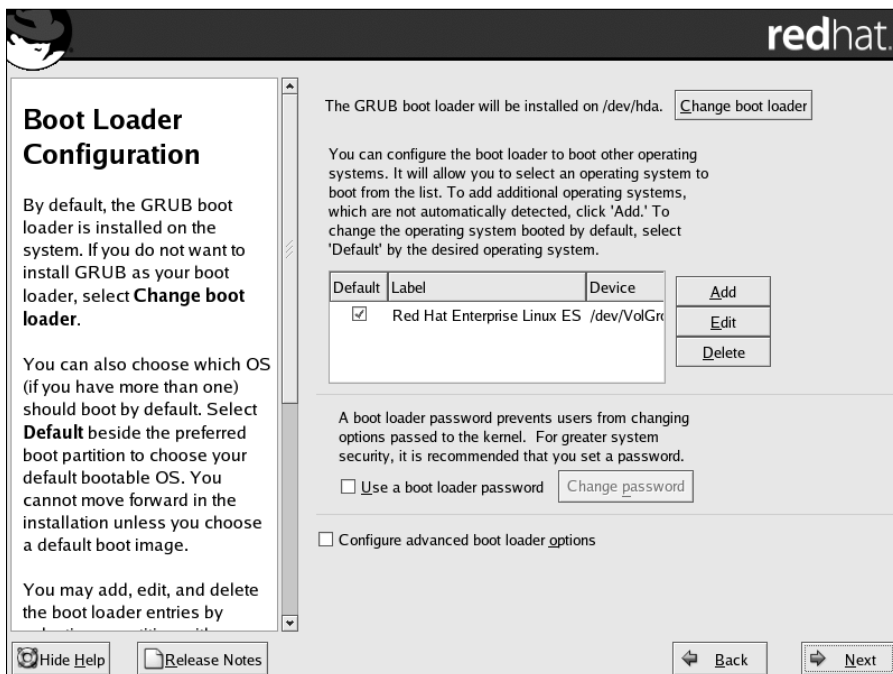 redhat.
Boot Loader
Configuration
By default, the GRUB boot
loader is installed on the
system. If you do not want to
install GRUB as your boot
loader, select Change boot
loader.
You can also choose which OS
(if you have more than one)
should boot by default. Select
Default beside the preferred
boot partition to choose your
default bootable OS. You
cannot move forward in the
installation unless you choose
a default boot image.
You may add, edit, and delete
the boot loader entries by
The GRUB boot loader will be installed on /dev/hda. Change boot loader
You can configure the boot loader to boot other operating
systems. It will allow you to select an operating system to
boot from the list. To add additional operating systems,
which are not automatically detected, click 'Add.' To
change the operating system booted by default, select
'Default' by the desired operating system.
Default Label Device
Red Hat Enterprise Linux ES /dev/VolGro
Add
Edit
Delete
A boot loader password prevents users from changing
options passed to the kernel. For greater system
security, it is recommended that you set a password.
Use a boot loader password Change password
Configure advanced boot loader options
Hide Help Release Notes Back Next